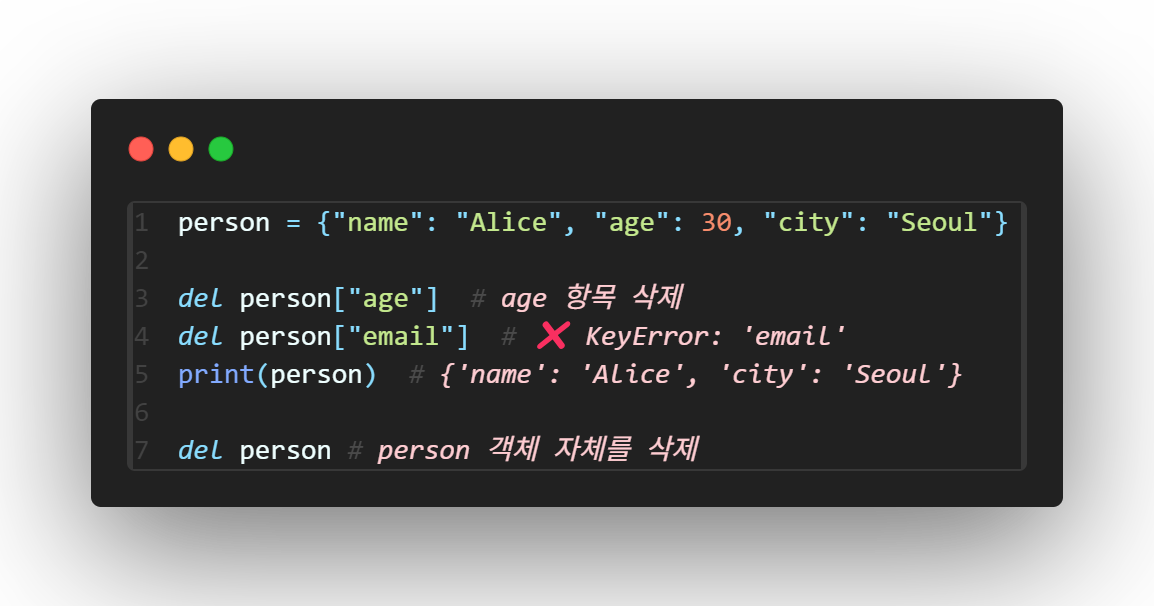 1 person = {"name": "Alice", "age": 30, "city": "Seoul"}
2
3 del person["age"]  # age 항목 삭제
4 del person["email"]  # ❌ KeyError: 'email'
5 print(person)  # {'name': 'Alice', 'city': 'Seoul'}
6
7 del person # person 객체 자체를 삭제